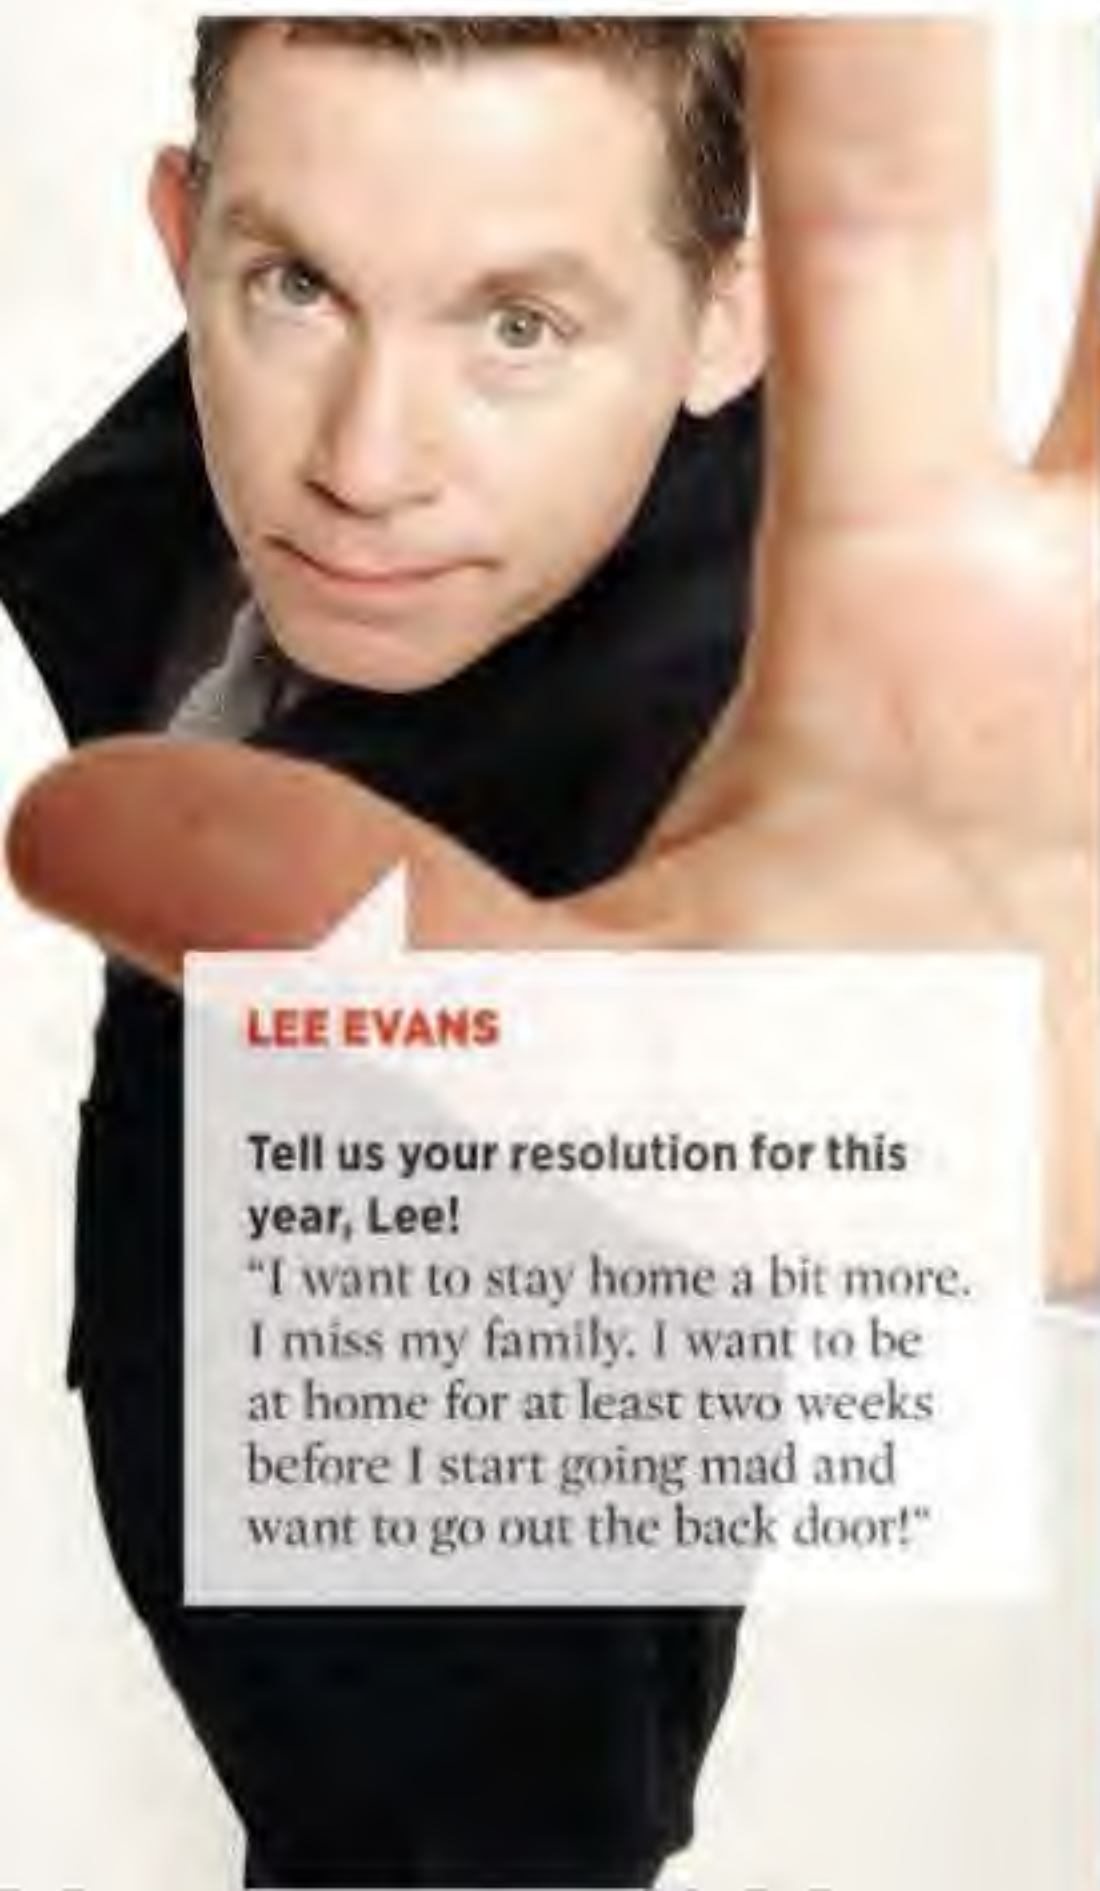 LEE EVANS
Tell us your resolution for this
year, Lee!
“I want to stay home a bit more.
I miss my family. I want to be
at home for at least two weeks
before I start going mad and
want to go out the back door!”